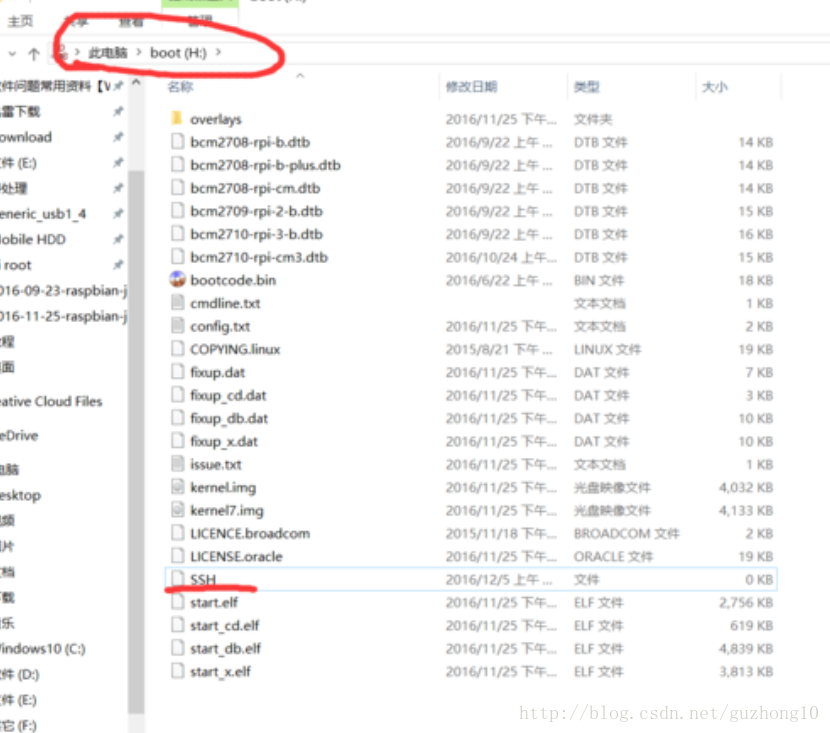 主页 共享 查看 管理
此电脑 boot (H:)
名称 修改日期 类型 大小
件问题常用资料
下载
ownload
件 (E:)
处理
eneric_usb1_4
obile HDD
i root
016-09-23-raspbian-j
016-11-25-raspbian-j
程
面
eative Cloud Files
eDrive
电脑
esktop
频
片
文档
下载
音乐
indows10 (C:)
件 (D:)
件 (E:)
它 (F:)
overlays 2016/11/25 下午... 文件夹
bcm2708-rpi-b.dtb 2016/9/22 上午 ... DTB 文件 14 KB
bcm2708-rpi-b-plus.dtb 2016/9/22 上午 ... DTB 文件 14 KB
bcm2708-rpi-cm.dtb 2016/9/22 上午 ... DTB 文件 14 KB
bcm2709-rpi-2-b.dtb 2016/9/22 上午 ... DTB 文件 15 KB
bcm2710-rpi-3-b.dtb 2016/9/22 上午 ... DTB 文件 16 KB
bcm2710-rpi-cm3.dtb 2016/10/24 上午... DTB 文件 15 KB
bootcode.bin 2016/6/22 上午 ... BIN 文件 18 KB
cmdline.txt 文本文档 1 KB
config.txt 2016/11/25 下午... 文本文档 2 KB
COPYING.linux 2015/8/21 下午 ... LINUX 文件 19 KB
fixup.dat 2016/11/25 下午... DAT 文件 7 KB
fixup_cd.dat 2016/11/25 下午... DAT 文件 3 KB
fixup_db.dat 2016/11/25 下午... DAT 文件 10 KB
fixup_x.dat 2016/11/25 下午... DAT 文件 10 KB
issue.txt 2016/11/25 下午... 文本文档 1 KB
kernel.img 2016/11/25 下午... 光盘映像文件 4,032 KB
kernel7.img 2016/11/25 下午... 光盘映像文件 4,133 KB
LICENCE.broadcom 2015/11/18 下午... BROADCOM 文件 2 KB
LICENSE.oracle 2016/11/25 下午... ORACLE 文件 19 KB
SSH 2016/12/5 上午 ... 文件 0 KB
start.elf 2016/11/25 下午... ELF 文件 2,756 KB
start_cd.elf 2016/11/25 下午... ELF 文件 619 KB
start_db.elf 2016/11/25 下午... ELF 文件 4,839 KB
start_x.elf 2016/11/25 下午... ELF 文件 3,813 KB
http://blog.csdn.net/guzhong10